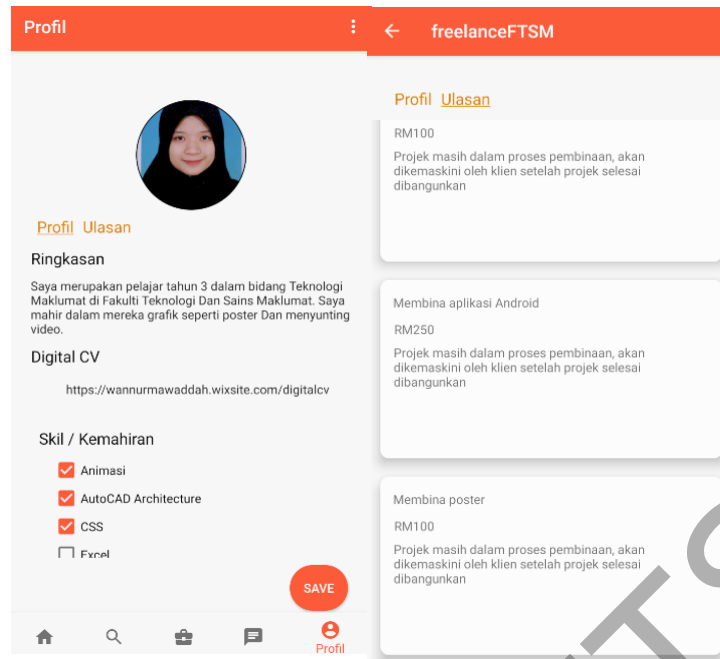 Profil
Profil Ulasan
Ringkasan
Saya merupakan pelajar tahun 3 dalam bidang Teknologi
Maklumat di Fakulti Teknologi Dan Sains Maklumat. Saya
mahir dalam mereka grafik seperti poster Dan menyunting
video.
Digital CV
https://wannurmawaddah.wixsite.com/digitalcv
Skil / Kemahiran
Animasi
AutoCAD Architecture
CSS
Excel
SAVE
Profil
freelanceFTSM
Profil Ulasan
RM100
Projek masih dalam proses pembinaan, akan
dikemaskini oleh klien setelah projek selesai
dibangunkan
Membina aplikasi Android
RM250
Projek masih dalam proses pembinaan, akan
dikemaskini oleh klien setelah projek selesai
dibangunkan
Membina poster
RM100
Projek masih dalam proses pembinaan, akan
dikemaskini oleh klien setelah projek selesai
dibangunkan